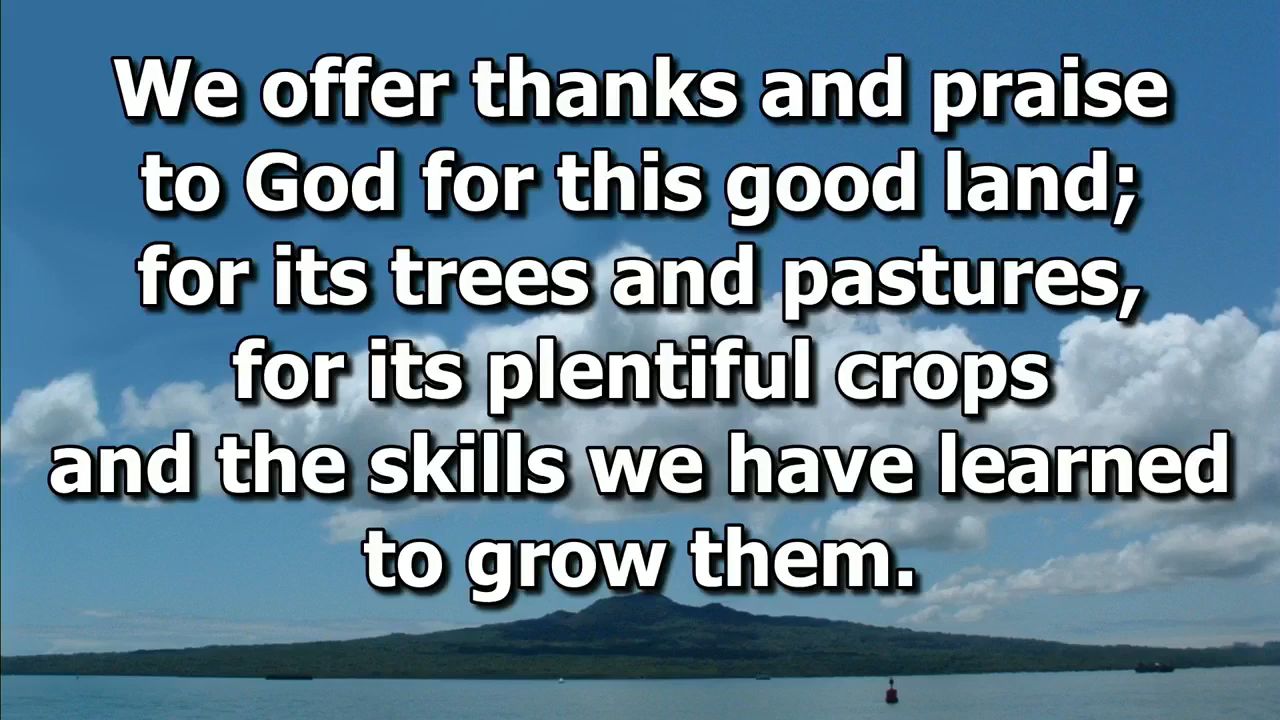 We offer thanks and praise
to God for this good land;
for its trees and pastures,
for its plentiful crops
and the skills we have learned
to grow them.